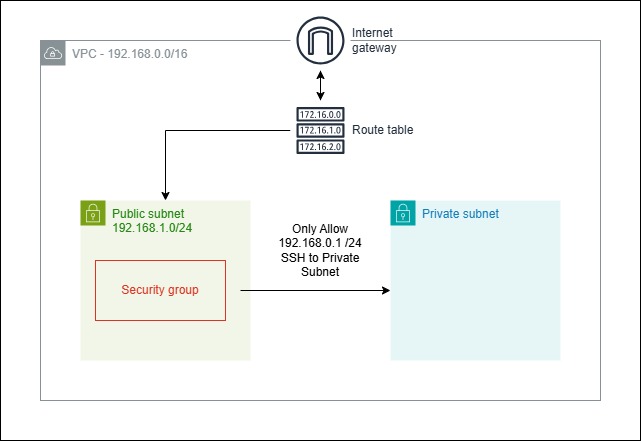 Internet
gateway
VPC - 192.168.0.0/16
172.16.0.0
172.16.1.0
172.16.2.0
Route table
Public subnet
192.168.1.0/24
Security group
Only Allow
192.168.0.1 /24
SSH to Private
Subnet
Private subnet